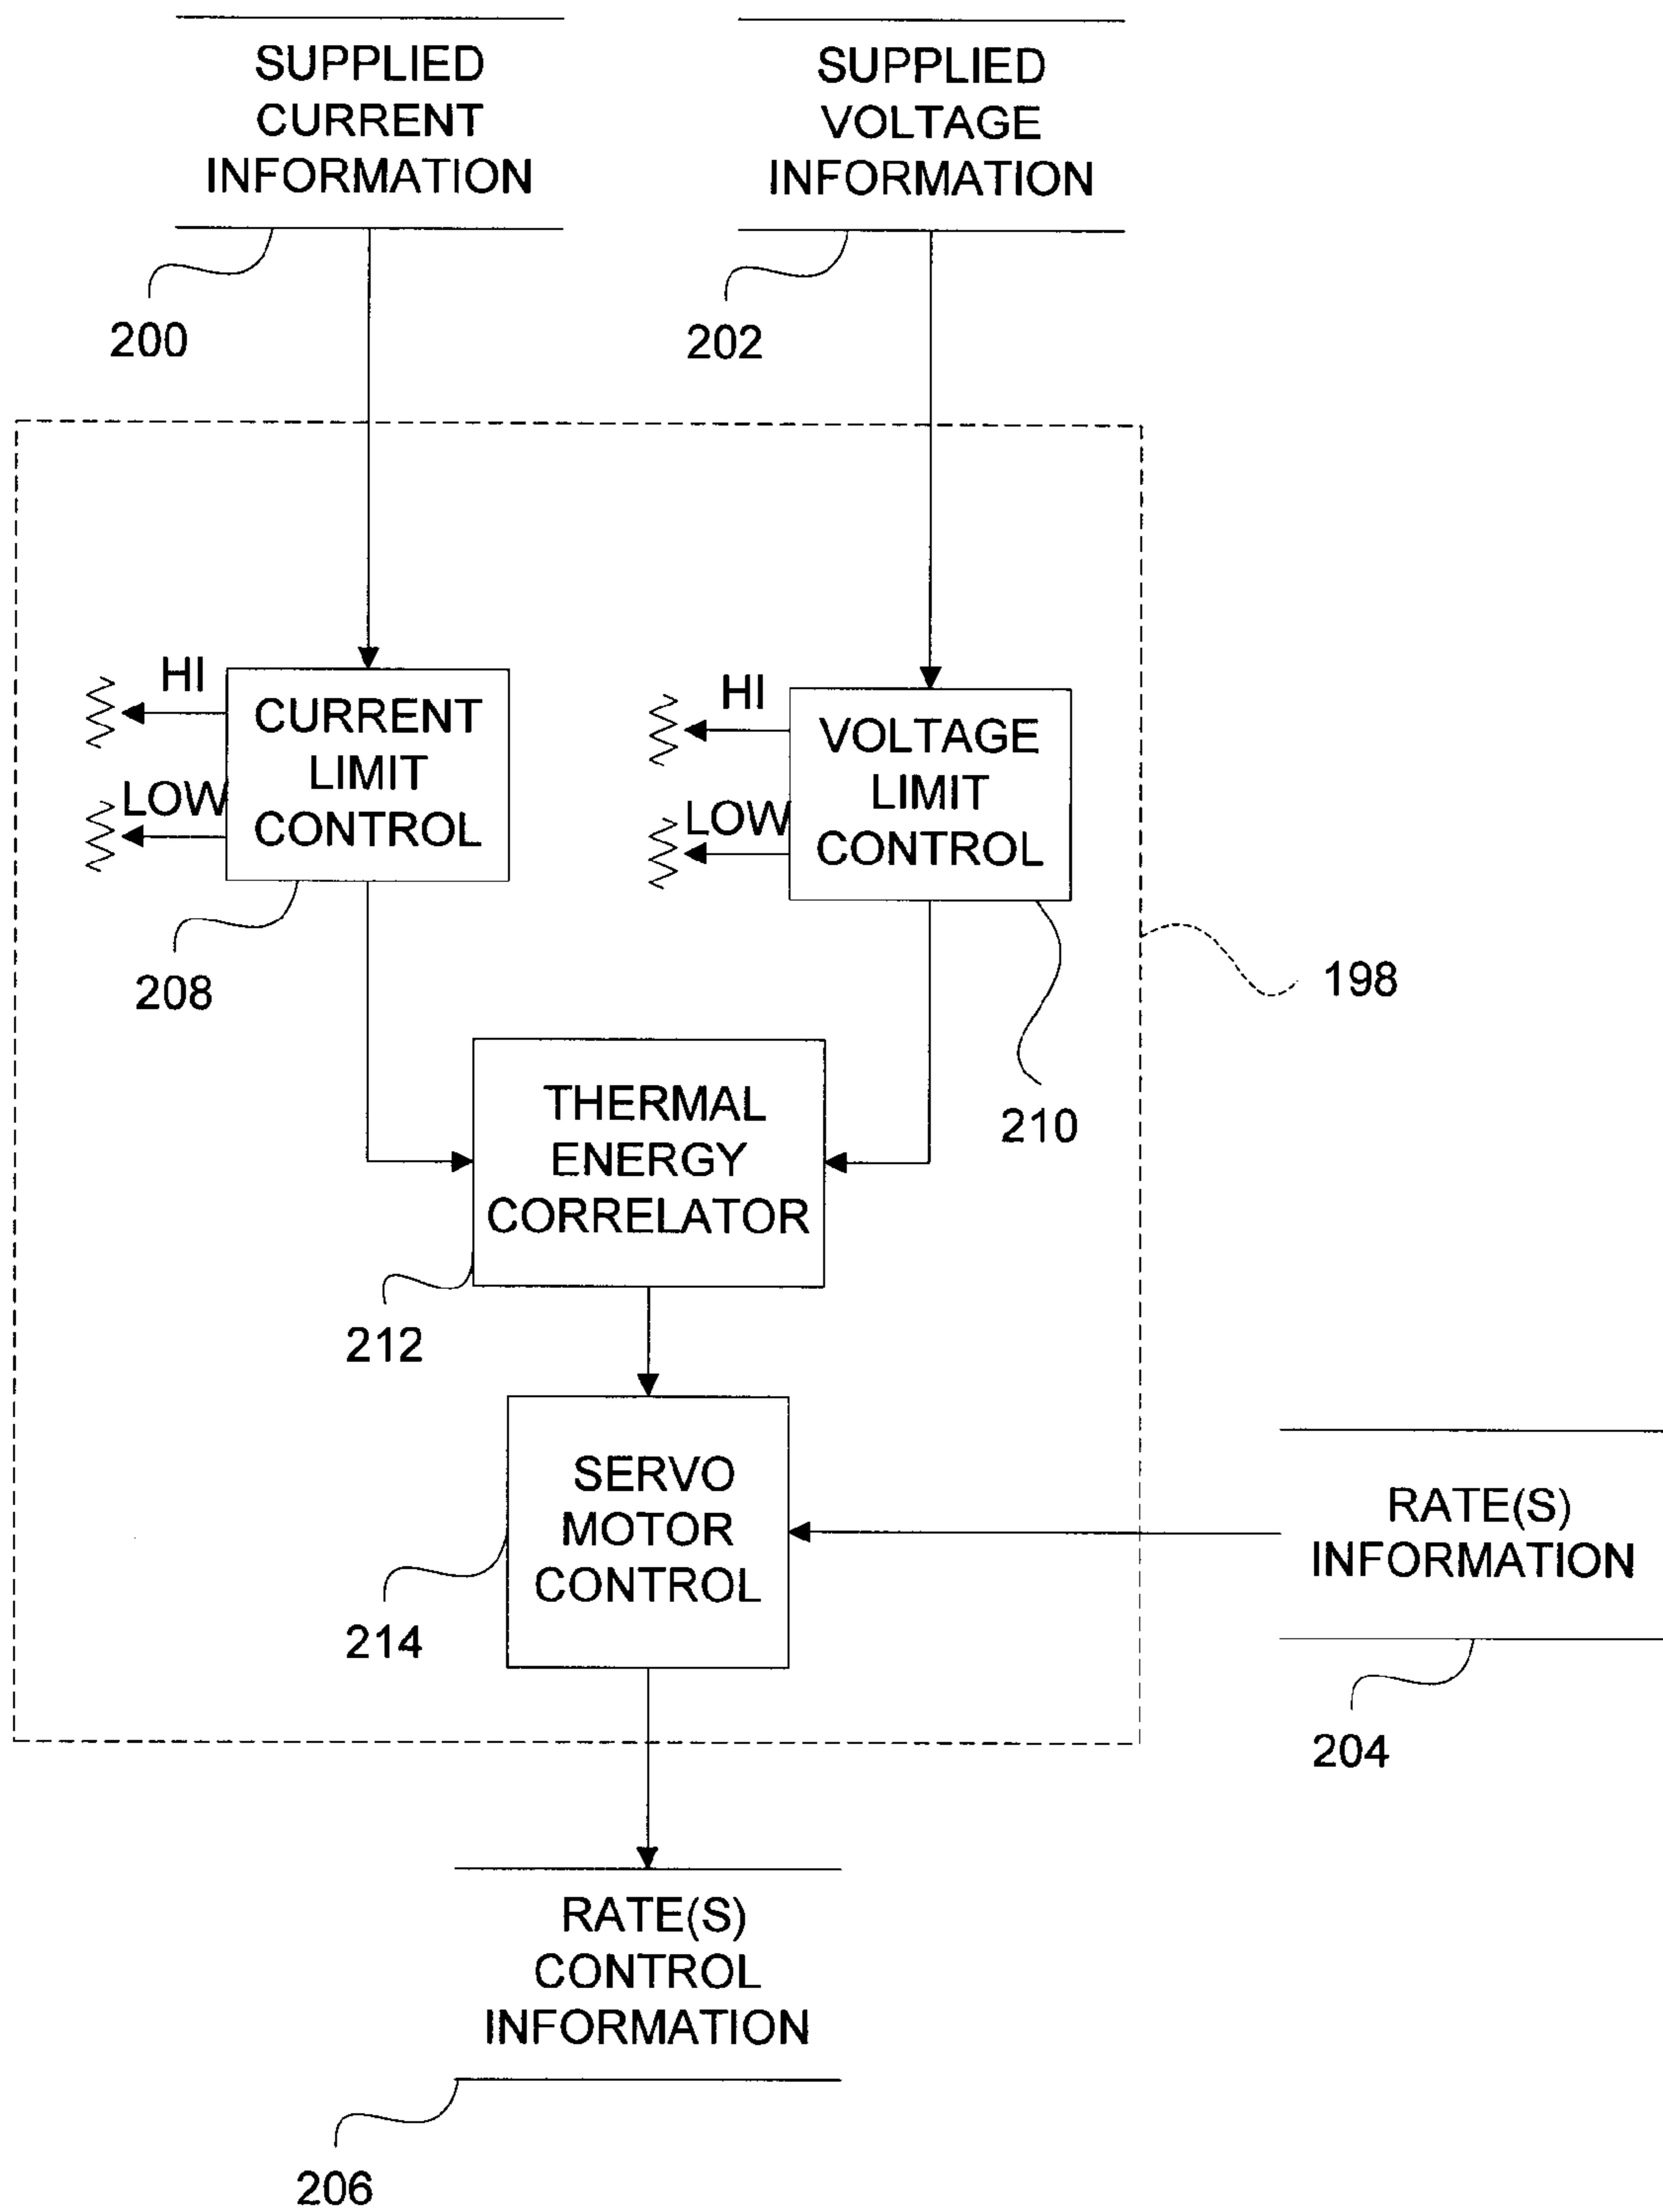 SUPPLIED
CURRENT
INFORMATION
200
SUPPLIED
VOLTAGE
INFORMATION
202
HI
LOW
CURRENT
LIMIT
CONTROL
208
HI
LOW
VOLTAGE
LIMIT
CONTROL
210
198
THERMAL
ENERGY
CORRELATOR
212
SERVO
MOTOR
CONTROL
214
RATE(S)
INFORMATION
204
RATE(S)
CONTROL
INFORMATION
206